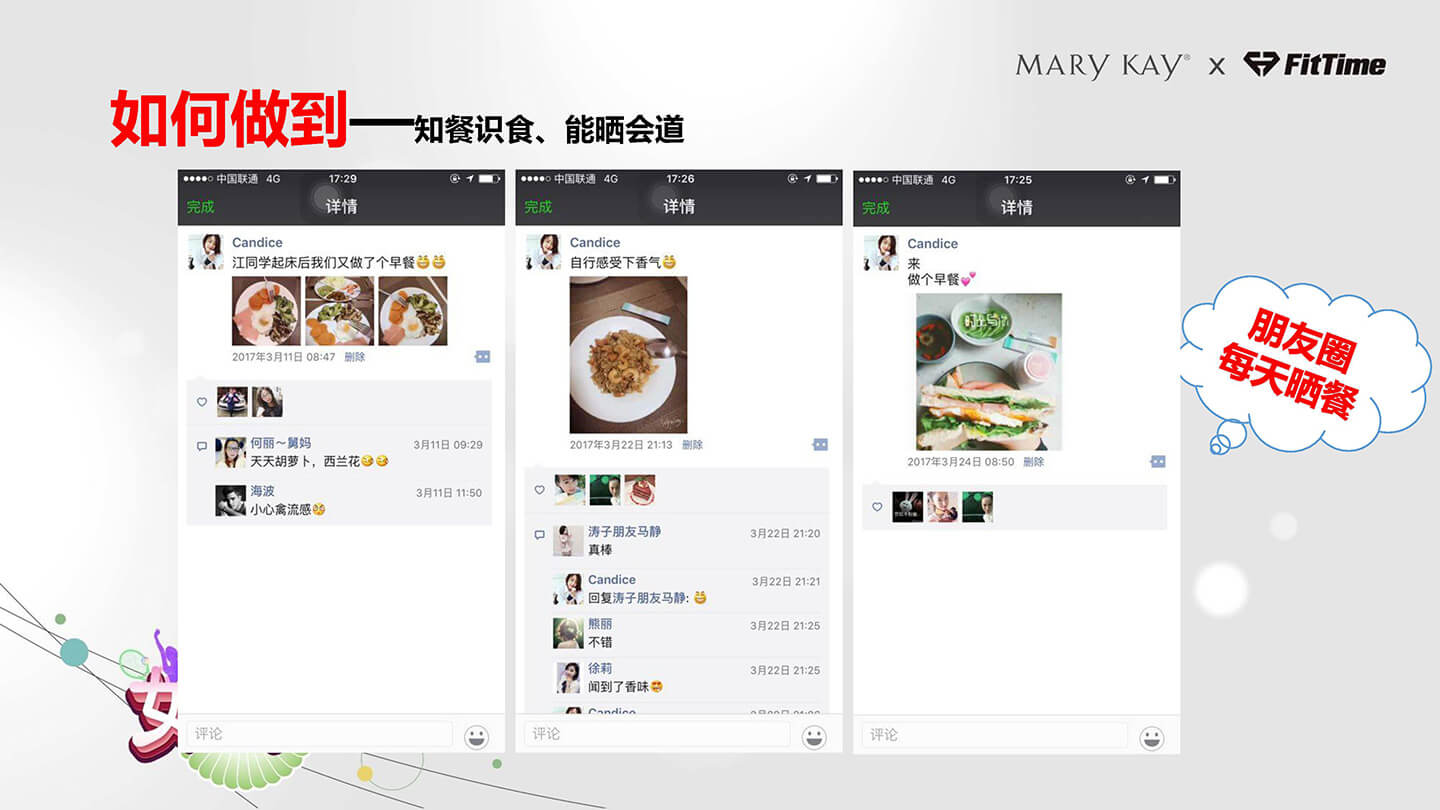 MARY KAY® x FitTime
如何做到——知餐识食、能晒会道
中国联通 4G 17:29
完成 详情
Candice
江同学起床后我们又做了个早餐😄😄
2017年3月11日 08:47 删除
何丽～舅妈 3月11日 09:29
天天胡萝卜，西兰花😜😜
海波 3月11日 11:50
小心禽流感
评论
中国联通 4G 17:26
完成 详情
Candice
自行感受下香气😄
2017年3月22日 21:13 删除
涛子朋友马静 3月22日 21:20
真棒
Candice 3月22日 21:21
回复涛子朋友马静: 😄
熊丽 3月22日 21:25
不错
徐莉 3月22日 21:25
闻到了香味😍
Candice
评论
中国联通 4G 17:25
完成 详情
Candice
来
做个早餐💕
2017年3月24日 08:50 删除
评论
朋友圈
每天晒餐
女